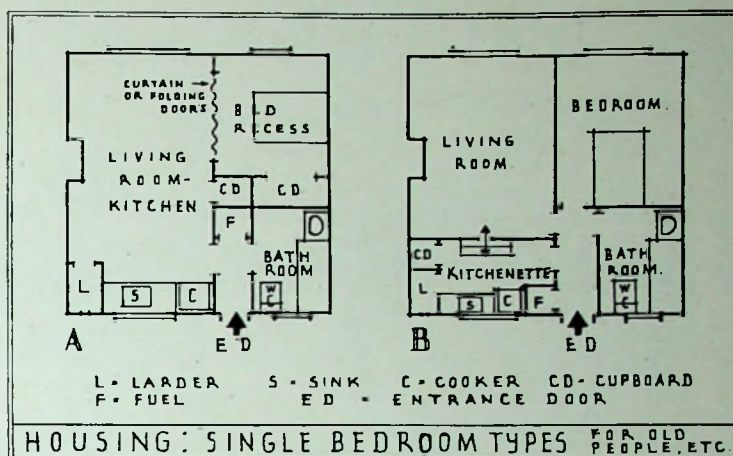 CURTAIN
OR FOLDING
DOORS
BED
RECESS
LIVING
ROOM-
KITCHEN
CD
CD
F
BATH
ROOM
L
S
C
W
C
A
ED
BEDROOM.
LIVING
ROOM
CD
KITCHENETTE
L
S
C
F
BATH
ROOM.
W
C
B
ED
L - LARDER S - SINK C - COOKER CD - CUPBOARD
F - FUEL ED - ENTRANCE DOOR
HOUSING: SINGLE BEDROOM TYPES FOR OLD
PEOPLE, ETC.